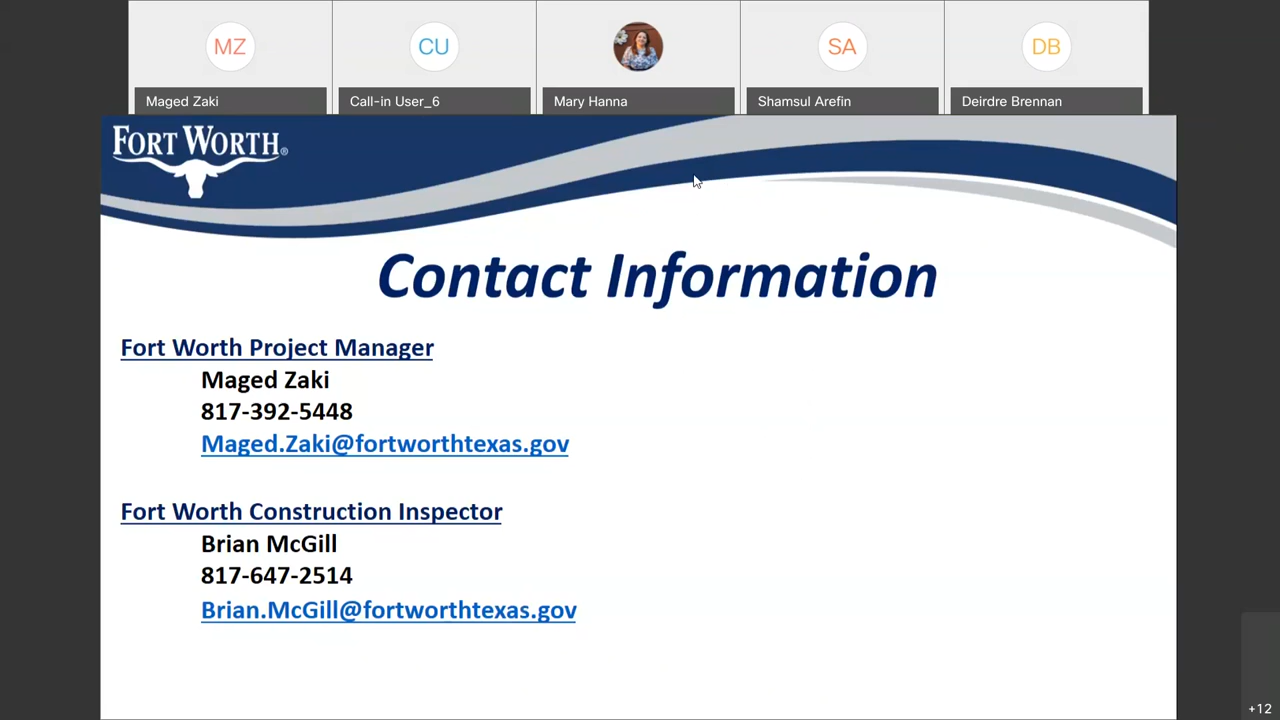 MZ
CU
SA
DB
Maged Zaki
Call-in User_6
Mary Hanna
Shamsul Arefin
Deirdre Brennan
FORT WORTH®
Contact Information
Fort Worth Project Manager
Maged Zaki
817-392-5448
Maged.Zaki@fortworthtexas.gov
Fort Worth Construction Inspector
Brian McGill
817-647-2514
Brian.McGill@fortworthtexas.gov
+12